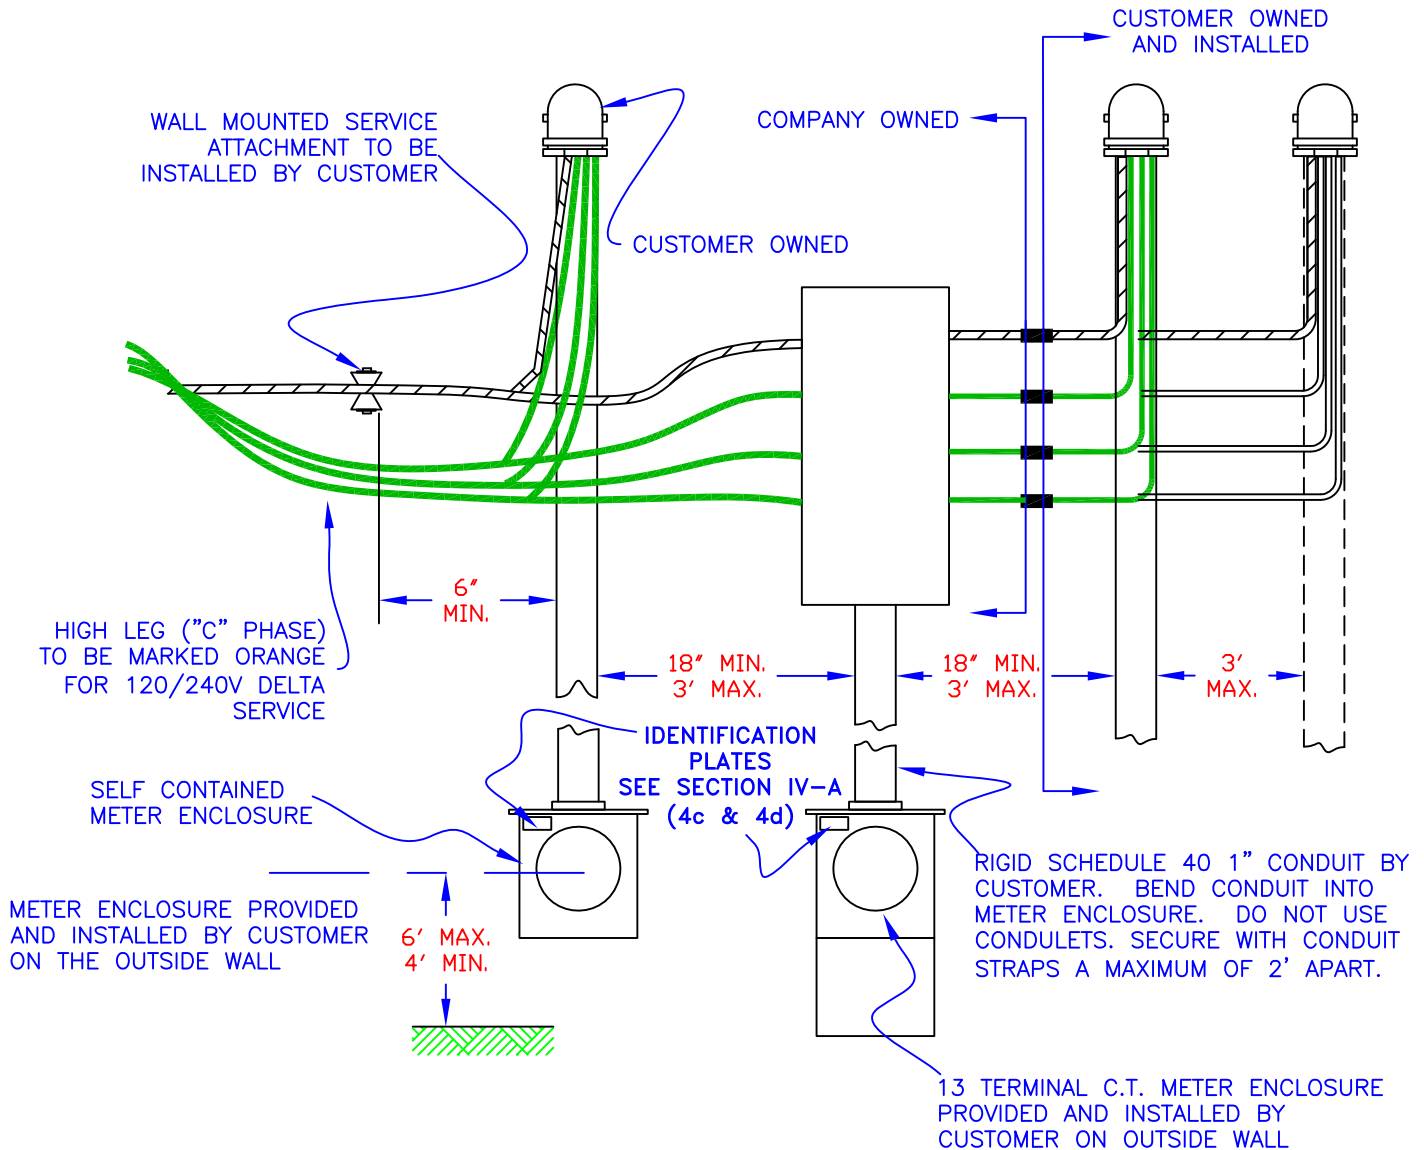 CUSTOMER OWNED
AND INSTALLED
WALL MOUNTED SERVICE
ATTACHMENT TO BE
INSTALLED BY CUSTOMER
COMPANY OWNED
CUSTOMER OWNED
6"
MIN.
HIGH LEG ("C" PHASE)
TO BE MARKED ORANGE
FOR 120/240V DELTA
SERVICE
18" MIN.
3' MAX.
18" MIN.
3' MAX.
3'
MAX.
IDENTIFICATION
PLATES
SEE SECTION IV-A
(4c & 4d)
SELF CONTAINED
METER ENCLOSURE
METER ENCLOSURE PROVIDED
AND INSTALLED BY CUSTOMER
ON THE OUTSIDE WALL
6' MAX.
4' MIN.
RIGID SCHEDULE 40 1" CONDUIT BY
CUSTOMER. BEND CONDUIT INTO
METER ENCLOSURE. DO NOT USE
CONDULETS. SECURE WITH CONDUIT
STRAPS A MAXIMUM OF 2' APART.
13 TERMINAL C.T. METER ENCLOSURE
PROVIDED AND INSTALLED BY
CUSTOMER ON OUTSIDE WALL